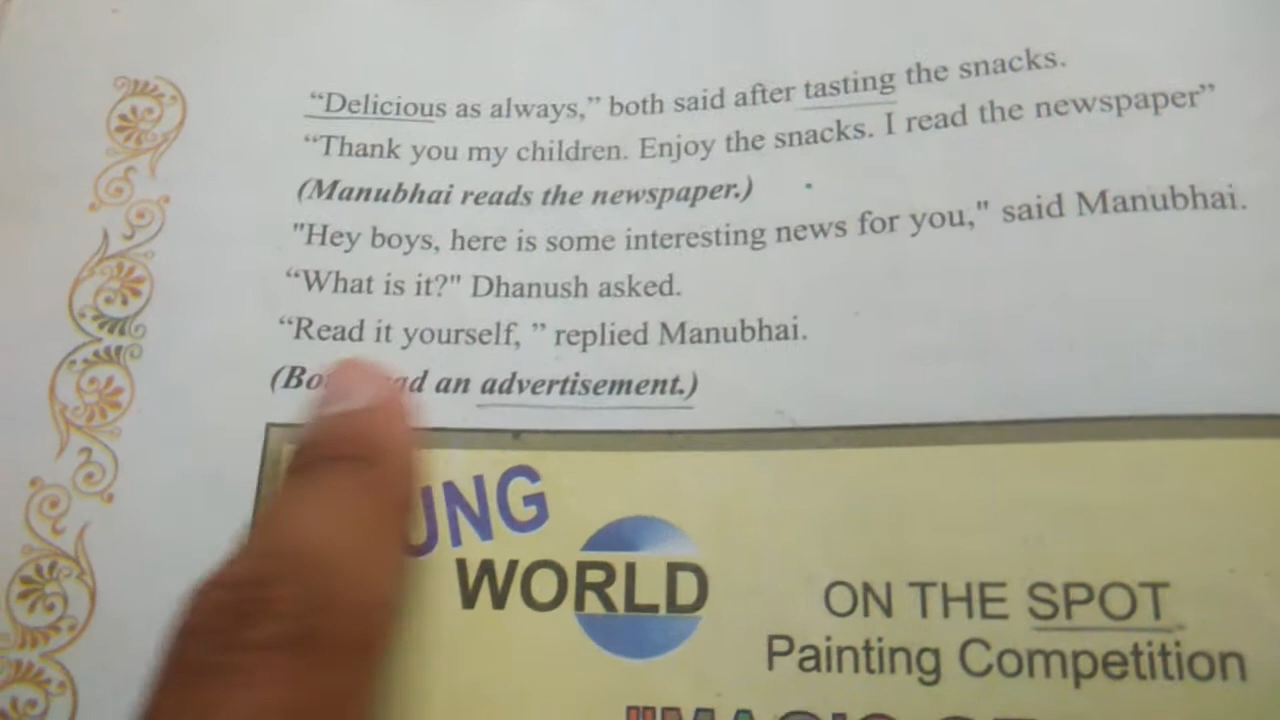 “Delicious as always,” both said after tasting the snacks.
“Thank you my children. Enjoy the snacks. I read the newspaper”
(Manubhai reads the newspaper.)
"Hey boys, here is some interesting news for you," said Manubhai.
“What is it?" Dhanush asked.
“Read it yourself, ” replied Manubhai.
an advertisement.)
WORLD
ON THE SPOT
Painting Competition